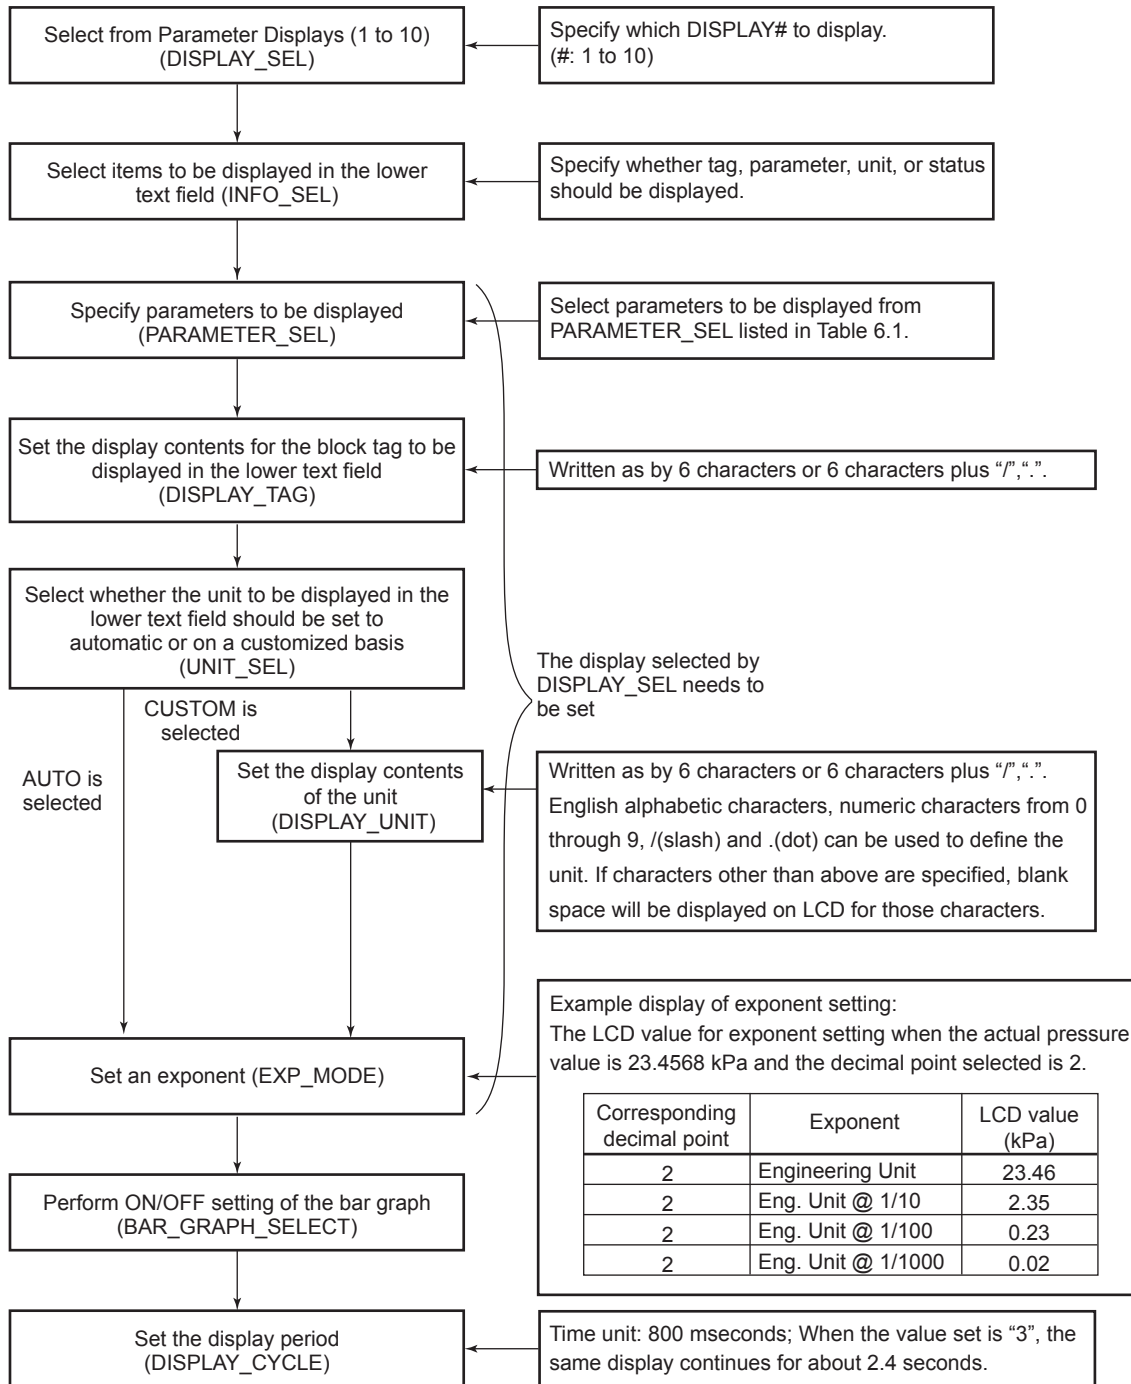 Select from Parameter Displays (1 to 10)
(DISPLAY_SEL)
Specify which DISPLAY# to display.
(#: 1 to 10)
Select items to be displayed in the lower
text field (INFO_SEL)
Specify whether tag, parameter, unit, or status
should be displayed.
Specify parameters to be displayed
(PARAMETER_SEL)
Select parameters to be displayed from
PARAMETER_SEL listed in Table 6.1.
Set the display contents for the block tag to be
displayed in the lower text field
(DISPLAY_TAG)
Written as by 6 characters or 6 characters plus “/”,“.”.
Select whether the unit to be displayed in the
lower text field should be set to
automatic or on a customized basis
(UNIT_SEL)
The display selected by
DISPLAY_SEL needs to
be set
CUSTOM is
selected
AUTO is
selected
Set the display contents
of the unit
(DISPLAY_UNIT)
Written as by 6 characters or 6 characters plus “/”,“.”.
English alphabetic characters, numeric characters from 0
through 9, /(slash) and .(dot) can be used to define the
unit. If characters other than above are specified, blank
space will be displayed on LCD for those characters.
Set an exponent (EXP_MODE)
Example display of exponent setting:
The LCD value for exponent setting when the actual pressure
value is 23.4568 kPa and the decimal point selected is 2.
Corresponding
decimal point
Exponent
LCD value
(kPa)
2 Engineering Unit 23.46
2 Eng. Unit @ 1/10 2.35
2 Eng. Unit @ 1/100 0.23
2 Eng. Unit @ 1/1000 0.02
Perform ON/OFF setting of the bar graph
(BAR_GRAPH_SELECT)
Set the display period
(DISPLAY_CYCLE)
Time unit: 800 mseconds; When the value set is “3”, the
same display continues for about 2.4 seconds.